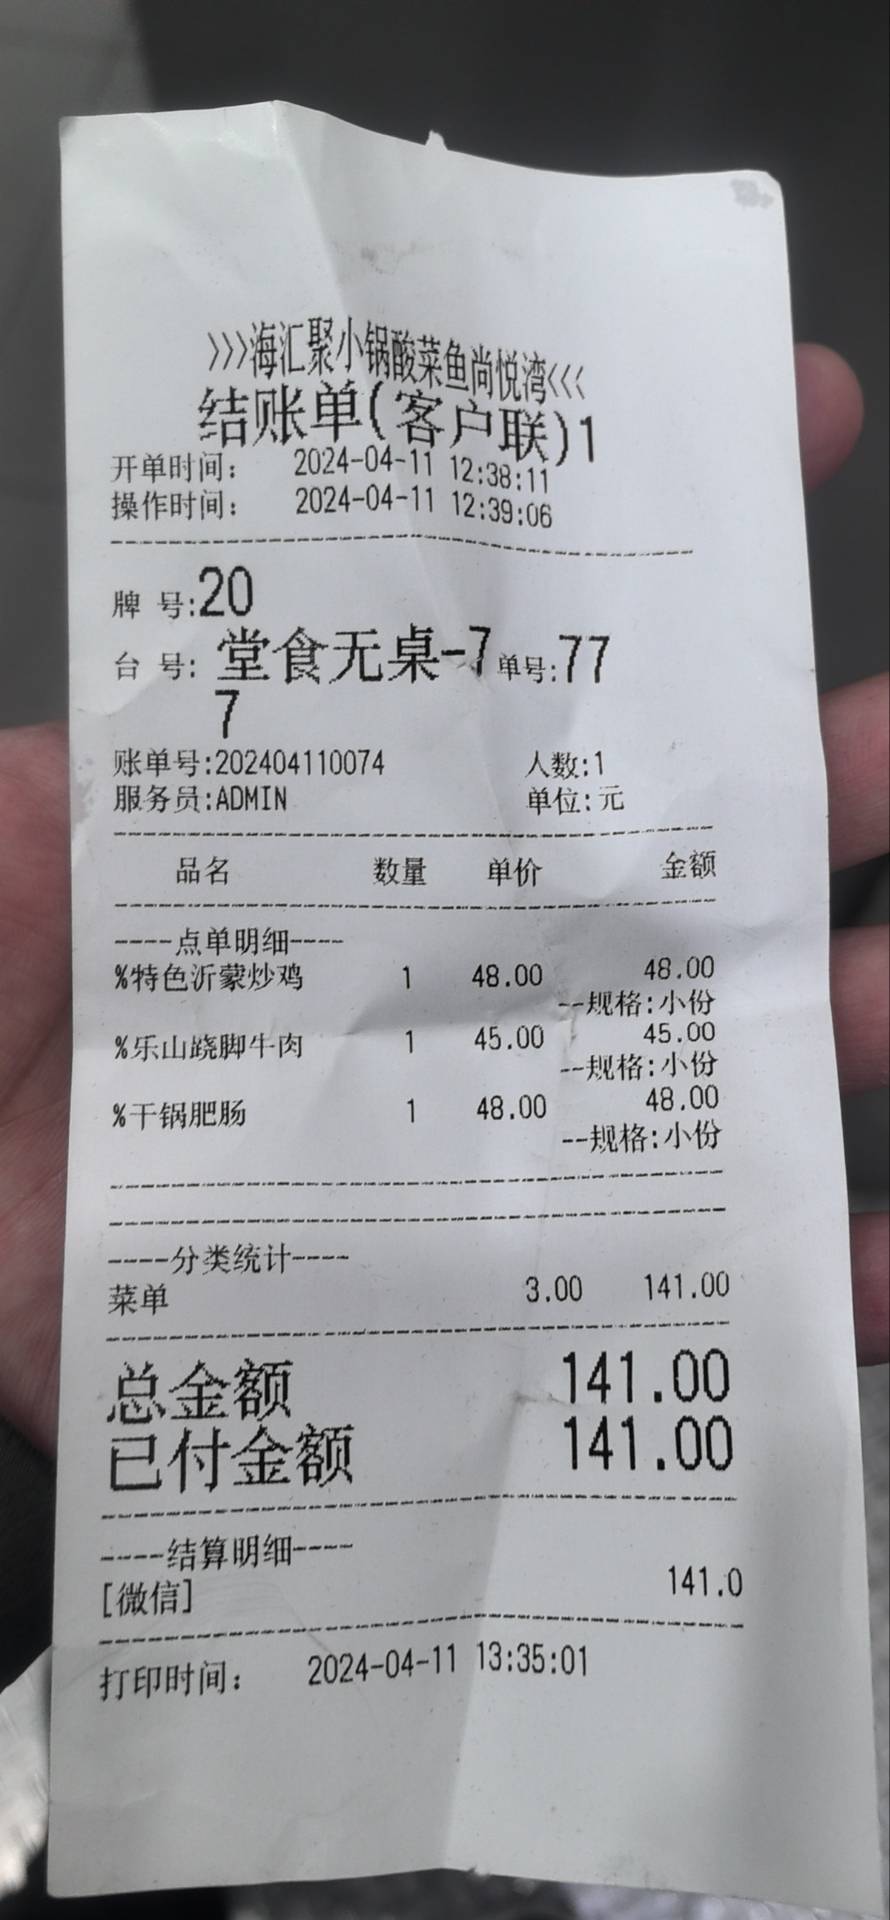 >>>海汇聚小锅酸菜鱼尚悦湾<<<
结账单(客户联)1
开单时间： 2024-04-11 12:38:11
操作时间： 2024-04-11 12:39:06
牌 号:20
台 号: 堂食无桌-7 单号:77
7
账单号:202404110074 人数:1
服务员:ADMIN 单位:元
品名 数量 单价 金额
----点单明细----
%特色沂蒙炒鸡 1 48.00 48.00
--规格:小份
%乐山跷脚牛肉 1 45.00 45.00
--规格:小份
%干锅肥肠 1 48.00 48.00
--规格:小份
----分类统计----
菜单 3.00 141.00
总金额 141.00
已付金额 141.00
----结算明细----
[微信] 141.0
打印时间： 2024-04-11 13:35:01